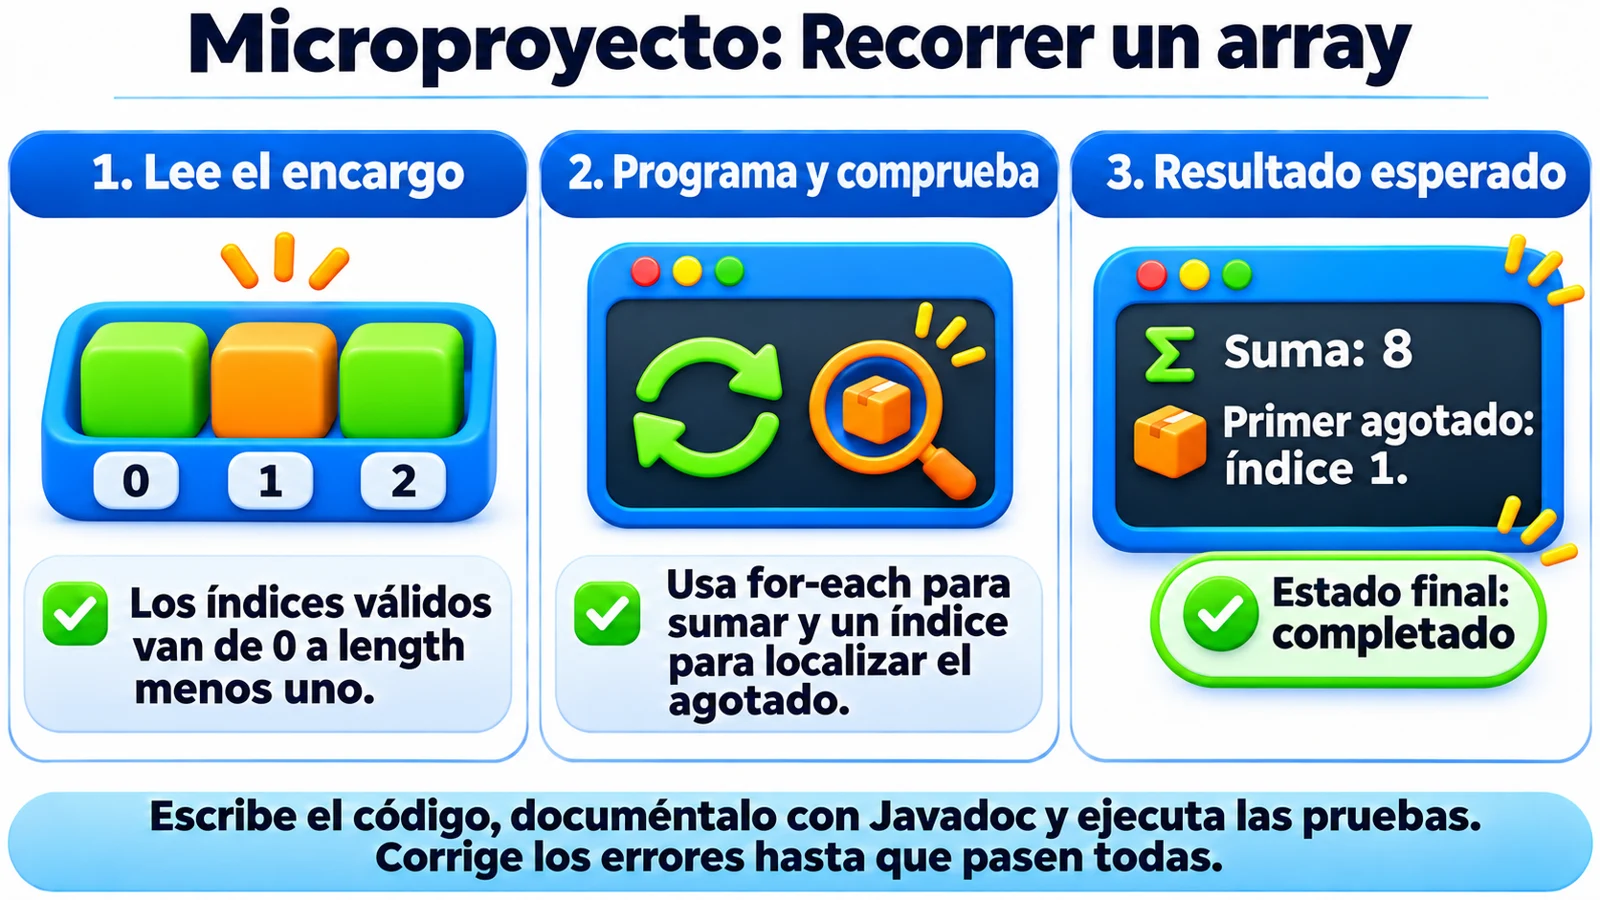 Microproyecto: Recorrer un array
1. Lee el encargo
0 1 2
Los índices válidos
van de 0 a length
menos uno.
2. Programa y comprueba
Usa for-each para
sumar y un índice
para localizar el
agotado.
3. Resultado esperado
Suma: 8
Primer agotado:
índice 1.
Estado final:
completado
Escribe el código, documéntalo con Javadoc y ejecuta las pruebas.
Corrige los errores hasta que pasen todas.